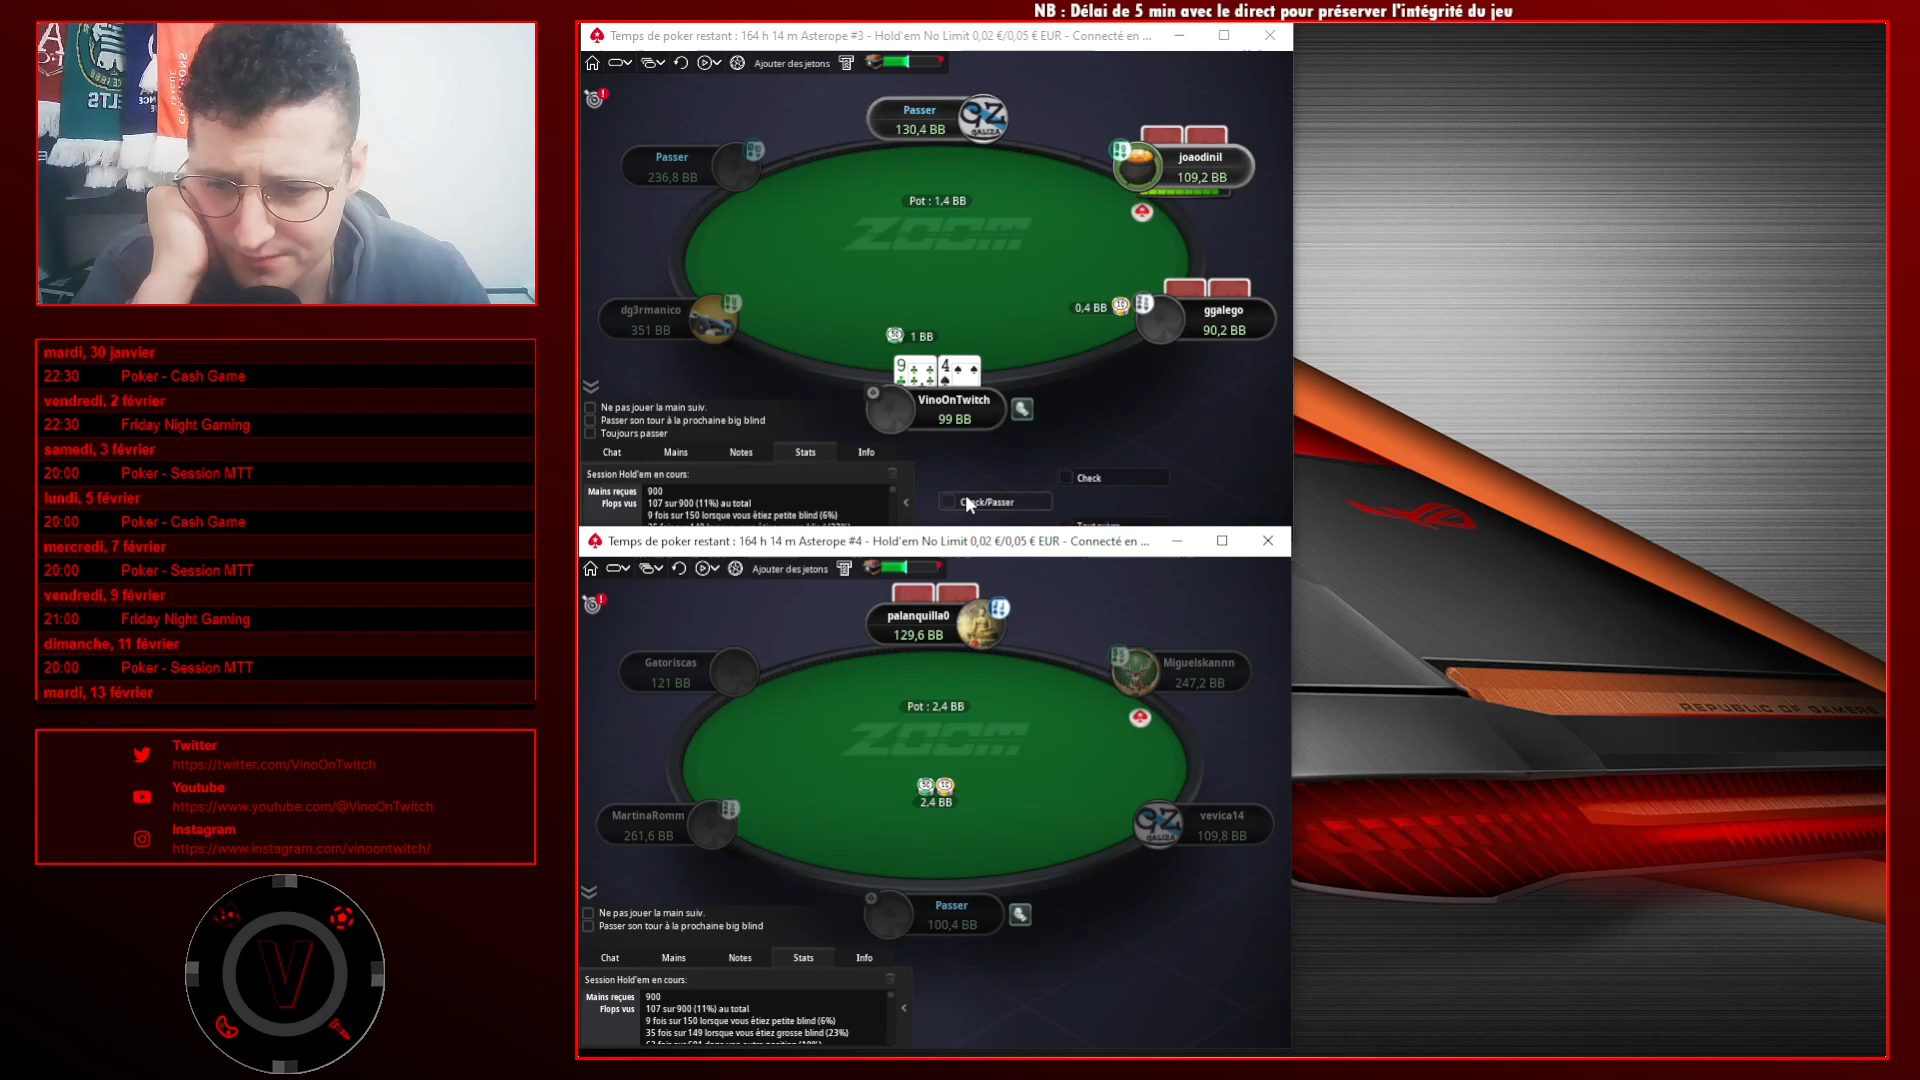 NB : Délai de 5 min avec le direct pour préserver l'intégrité du jeu
mardi, 30 janvier
22:30 Poker - Cash Game
vendredi, 2 février
22:30 Friday Night Gaming
samedi, 3 février
20:00 Poker - Session MTT
lundi, 5 février
20:00 Poker - Cash Game
mercredi, 7 février
20:00 Poker - Session MTT
vendredi, 9 février
21:00 Friday Night Gaming
dimanche, 11 février
20:00 Poker - Session MTT
mardi, 13 février
Twitter
https://twitter.com/VinoOnTwitch
Youtube
https://www.youtube.com/@VinoOnTwitch
Instagram
https://www.instagram.com/vinoontwitch/
V
Temps de poker restant : 164 h 14 m Asterope #3 - Hold'em No Limit 0,02 €/0,05 € EUR - Connecté en ...
Ajouter des jetons
Passer
130,4 BB
GALIZA
Passer
236,8 BB
joaodinil
109,2 BB
Pot : 1,4 BB
ZOOM
dg3rmanico
351 BB
0,4 BB
ggalego
90,2 BB
1 BB
9 4
VinoOnTwitch
99 BB
Ne pas jouer la main suiv.
Passer son tour à la prochaine big blind
Toujours passer
Chat Mains Notes Stats Info
Session Hold'em en cours:
Mains reçues 900
Flops vus 107 sur 900 (11%) au total
9 fois sur 150 lorsque vous étiez petite blind (6%)
Check
Check/Passer
Temps de poker restant : 164 h 14 m Asterope #4 - Hold'em No Limit 0,02 €/0,05 € EUR - Connecté en ...
Ajouter des jetons
palanquilla0
129,6 BB
Gatoriscas
121 BB
Miguelskannn
247,2 BB
Pot : 2,4 BB
ZOOM
2,4 BB
MartinaRomm
261,6 BB
GALIZA
vevica14
109,8 BB
Passer
100,4 BB
Ne pas jouer la main suiv.
Passer son tour à la prochaine big blind
Chat Mains Notes Stats Info
Session Hold'em en cours:
Mains reçues 900
Flops vus 107 sur 900 (11%) au total
9 fois sur 150 lorsque vous étiez petite blind (6%)
35 fois sur 149 lorsque vous étiez grosse blind (23%)
REPUBLIC OF GAMERS